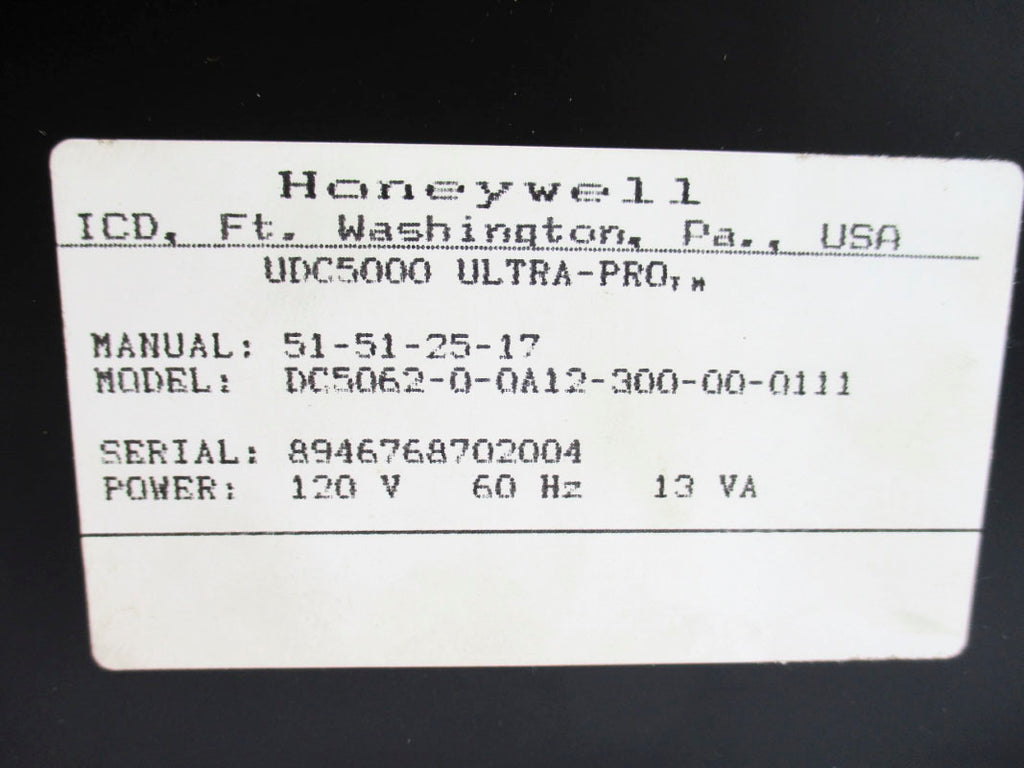 Honeywell
ICD, Ft. Washington, Pa., USA
UDC5000 ULTRA-PRO™
MANUAL: 51-51-25-17
MODEL: DC5062-0-0A12-300-00-0111
SERIAL: 8946768702004
POWER: 120 V 60 Hz 13 VA